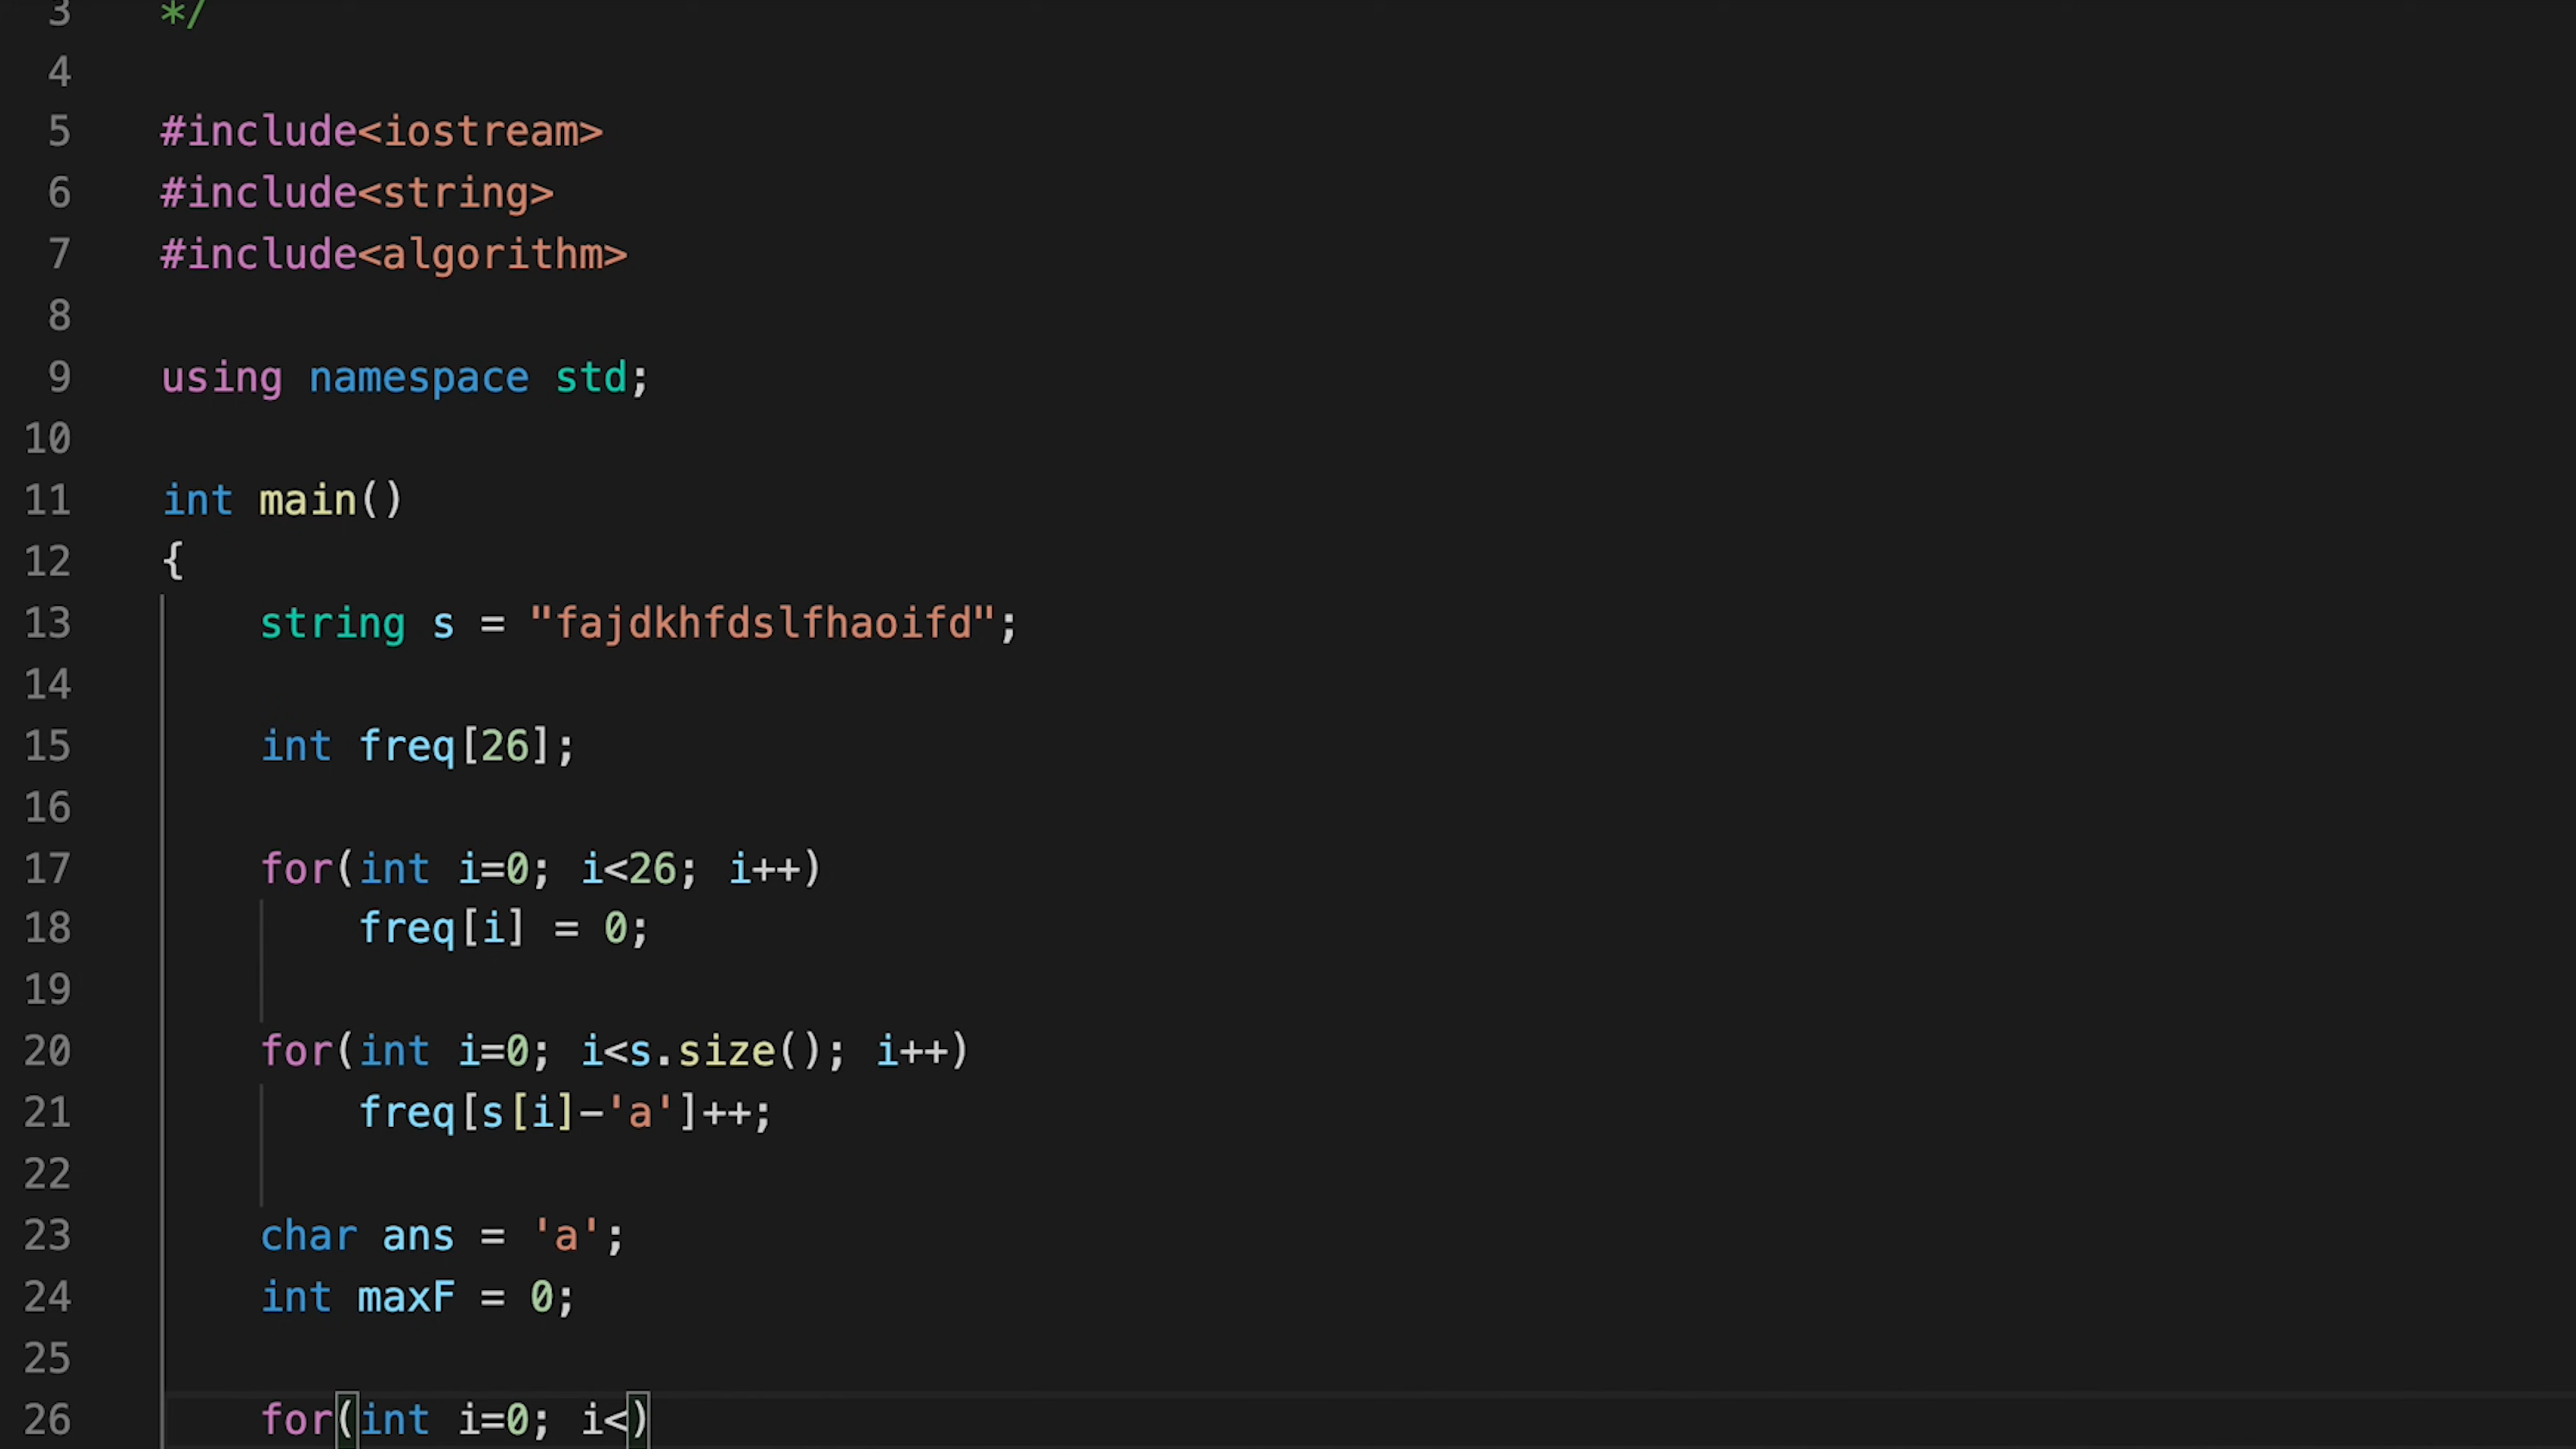 3 */
4
5 #include<iostream>
6 #include<string>
7 #include<algorithm>
8
9 using namespace std;
10
11 int main()
12 {
13 string s = "fajdkhfdslfhaoifd";
14
15 int freq[26];
16
17 for(int i=0; i<26; i++)
18 freq[i] = 0;
19
20 for(int i=0; i<s.size(); i++)
21 freq[s[i]-'a']++;
22
23 char ans = 'a';
24 int maxF = 0;
25
26 for(int i=0; i<)